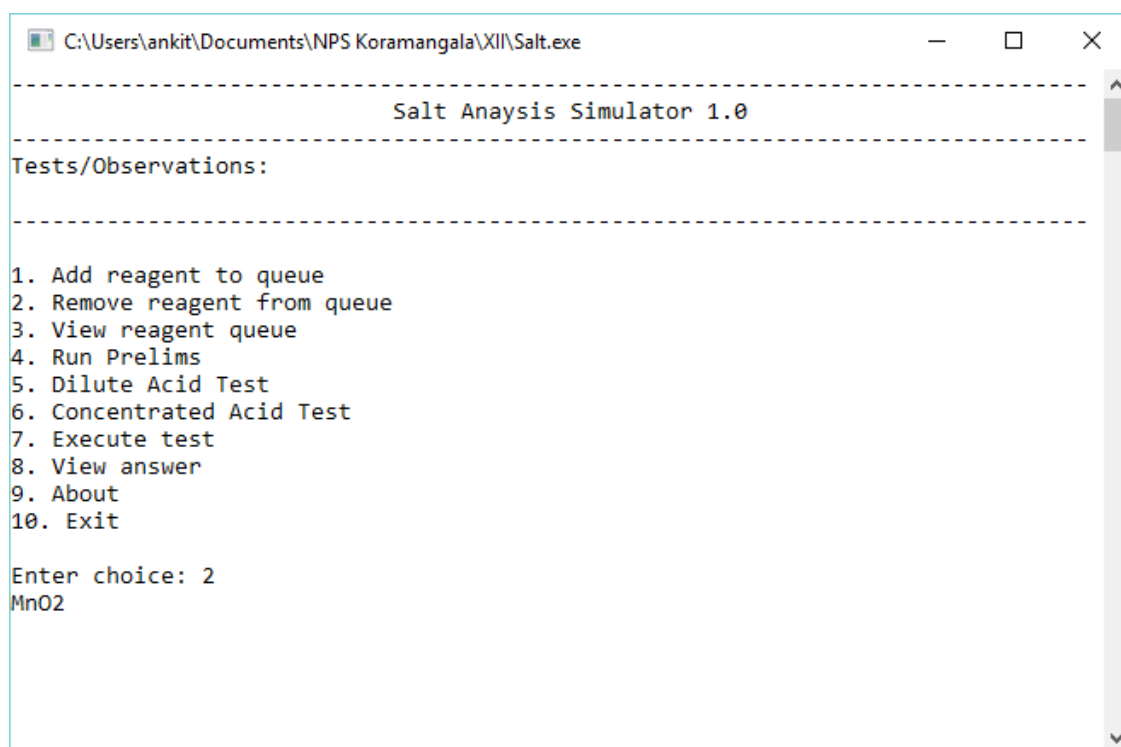 C:\Users\ankit\Documents\NPS Koramangala\XII\Salt.exe
--------------------------------------------------------------------------------
Salt Anaysis Simulator 1.0
--------------------------------------------------------------------------------
Tests/Observations:
--------------------------------------------------------------------------------
1. Add reagent to queue
2. Remove reagent from queue
3. View reagent queue
4. Run Prelims
5. Dilute Acid Test
6. Concentrated Acid Test
7. Execute test
8. View answer
9. About
10. Exit
Enter choice: 2
MnO2